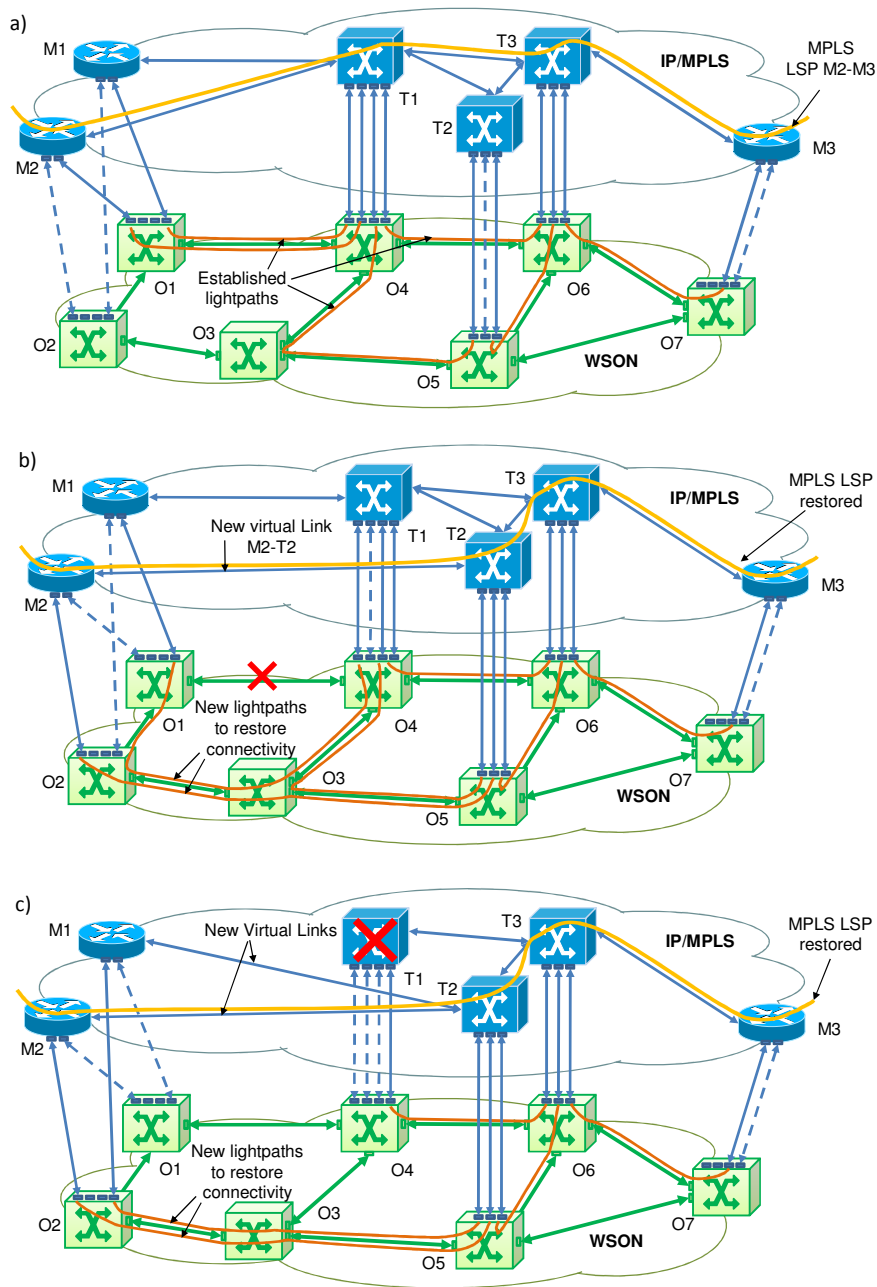 a)
M1
T3
IP/MPLS
MPLS
LSP M2-M3
T1
T2
M2
M3
Established
lightpaths
O1
O4
O6
O2
O3
O7
O5
WSON
b)
M1
T3
IP/MPLS
MPLS LSP
restored
New virtual Link
M2-T2
T1
T2
M2
M3
New lightpaths
to restore
connectivity
O1
O4
O6
O2
O3
O7
O5
WSON
c)
M1
New Virtual Links
T3
IP/MPLS
MPLS LSP
restored
T1
T2
M2
M3
New lightpaths
to restore
connectivity
O1
O4
O6
O2
O3
O7
O5
WSON